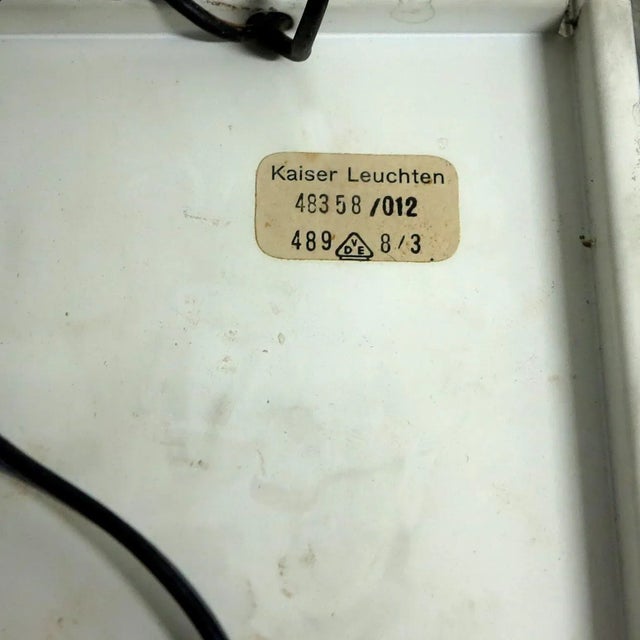 Kaiser Leuchten
48358/012
489 VDE 8/3